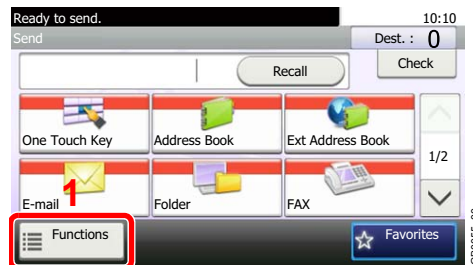 Ready to send.
10:10
Send
Dest. : 0
Recall
Check
One Touch Key
Address Book
Ext Address Book
1/2
E-mail
1
Folder
FAX
Functions
Favorites